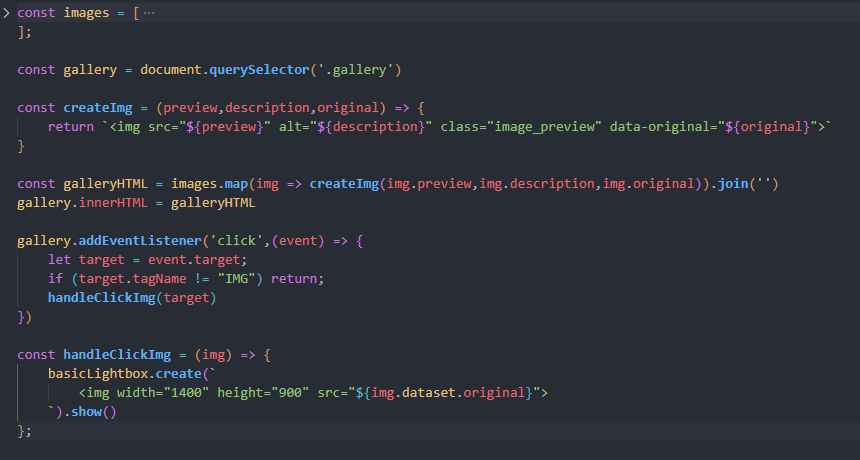 const images = [ ⋯
];
const gallery = document.querySelector('.gallery')
const createImg = (preview,description,original) => {
return `<img src="${preview}" alt="${description}" class="image_preview" data-original="${original}">`
}
const galleryHTML = images.map(img => createImg(img.preview,img.description,img.original)).join('')
gallery.innerHTML = galleryHTML
gallery.addEventListener('click',(event) => {
let target = event.target;
if (target.tagName != "IMG") return;
handleClickImg(target)
})
const handleClickImg = (img) => {
basicLightbox.create(`
<img width="1400" height="900" src="${img.dataset.original}">
`).show()
};